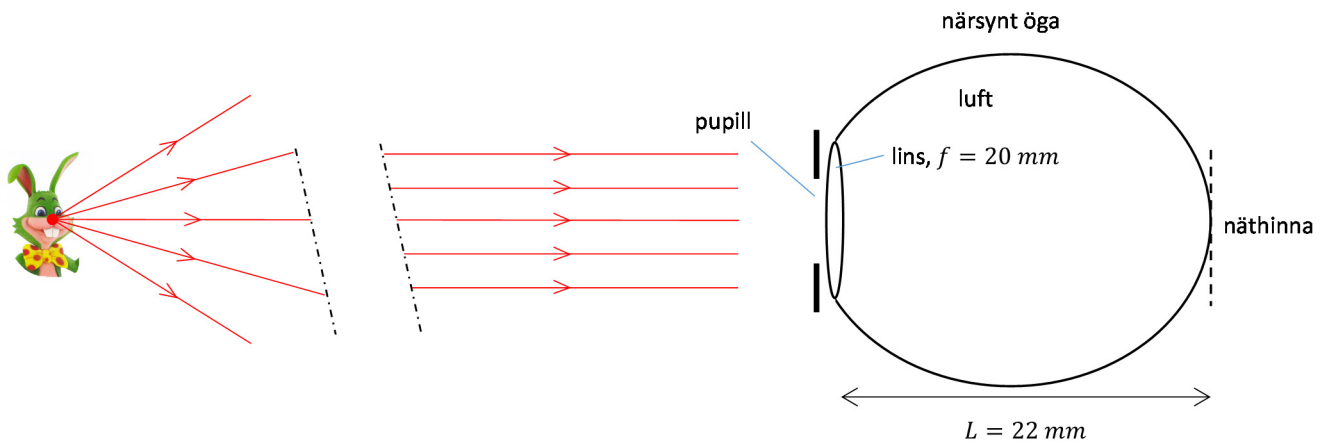 närsynt öga
luft
pupill
lins, f = 20 mm
näthinna
L = 22 mm